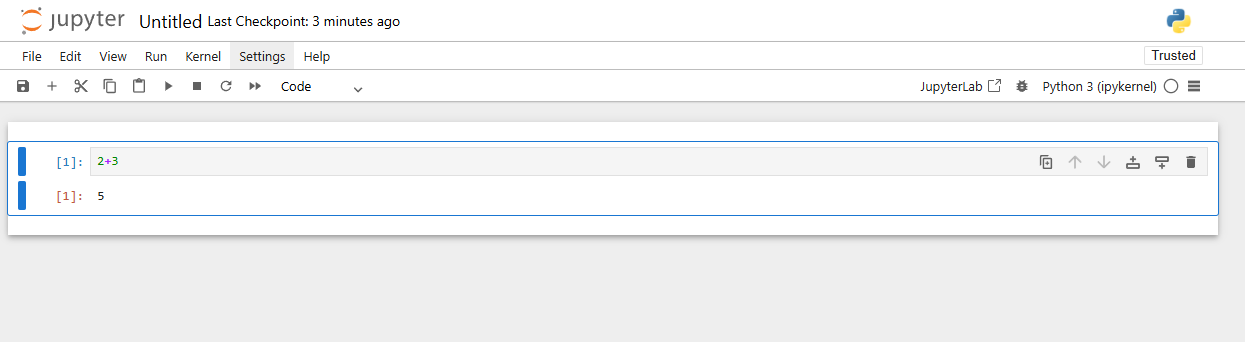 jupyter Untitled Last Checkpoint: 3 minutes ago
File Edit View Run Kernel Settings Help Trusted
Code JupyterLab Python 3 (ipykernel)
[1]: 2+3
[1]: 5